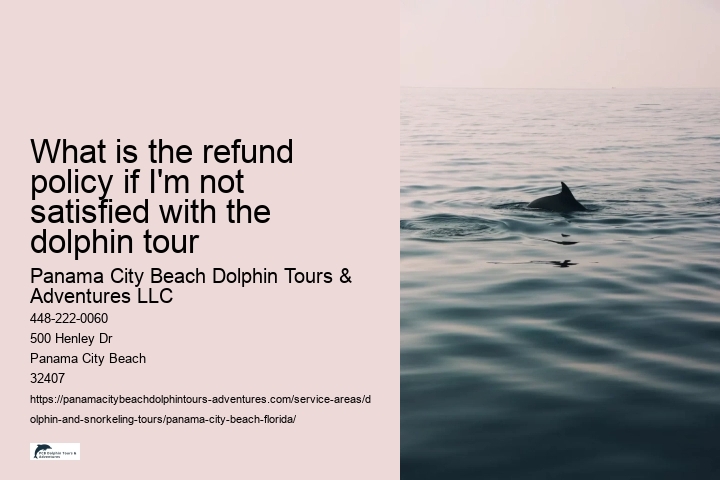 What is the refund
policy if I'm not
satisfied with the
dolphin tour
Panama City Beach Dolphin Tours &
Adventures LLC
448-222-0060
500 Henley Dr
Panama City Beach
32407
https://panamacitybeachdolphintours-adventures.com/service-areas/d
olphin-and-snorkeling-tours/panama-city-beach-florida/
PCB Dolphin Tours &
Adventures